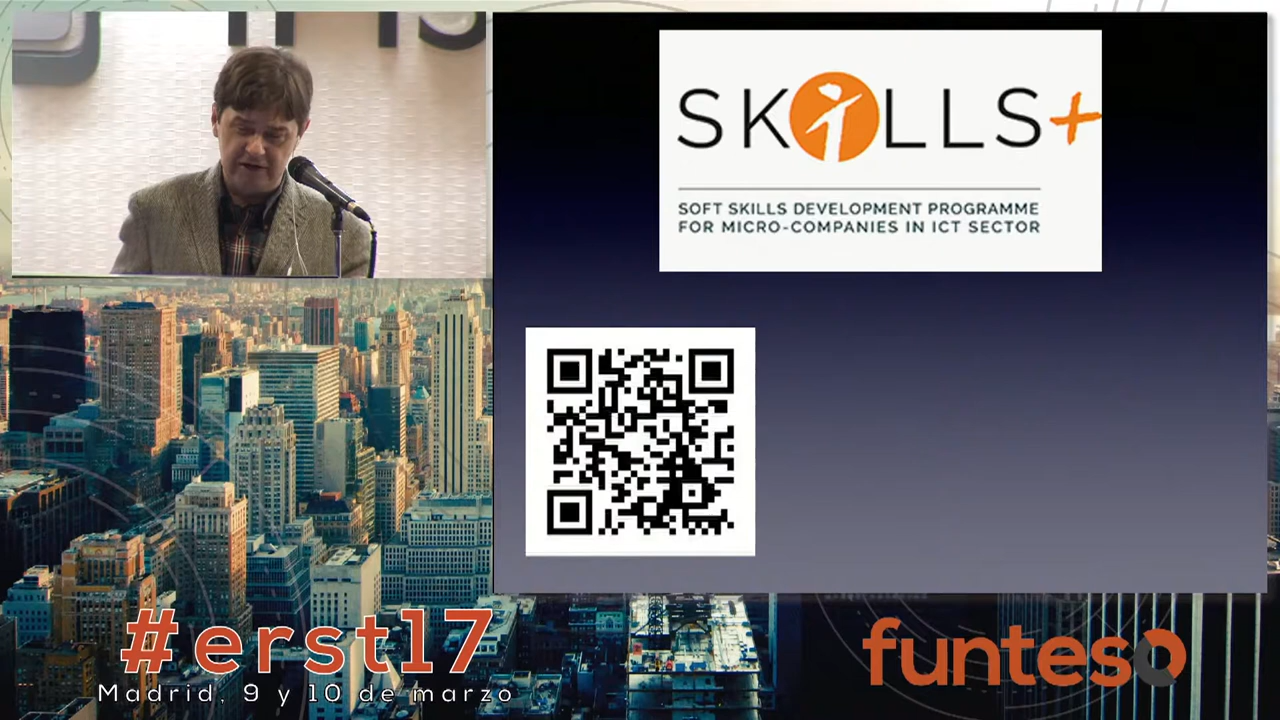 SKILLS+
SOFT SKILLS DEVELOPMENT PROGRAMME
FOR MICRO-COMPANIES IN ICT SECTOR
#erst17
Madrid, 9 y 10 de marzo
funteso